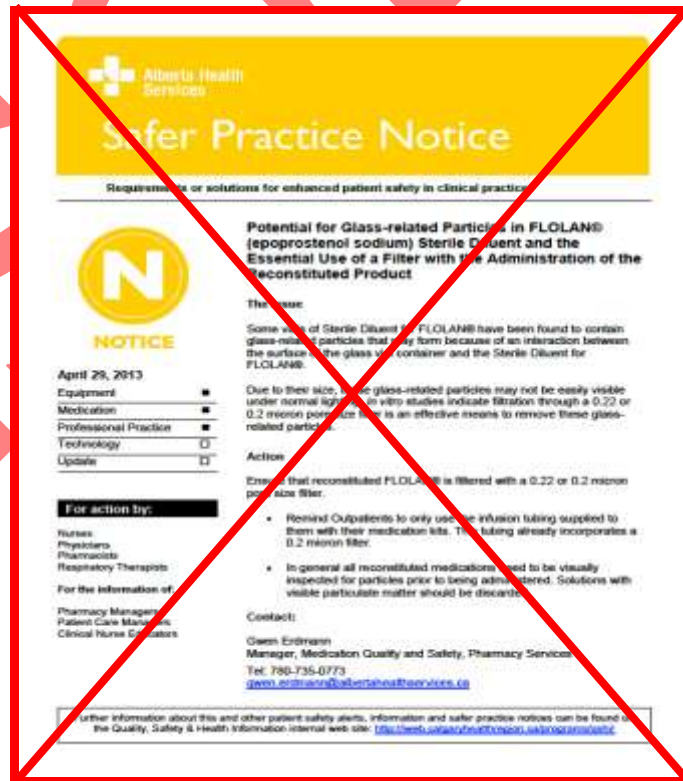 Alberta Health
Services
Safer Practice Notice
Requirements or solutions for enhanced patient safety in clinical practice
N
NOTICE
April 29, 2013
Equipment ■
Medication ■
Professional Practice ■
Technology □
Update □
For action by:
Nurses
Physicians
Pharmacists
Respiratory Therapists
For the information of:
Pharmacy Managers
Patient Care Managers
Clinical Nurse Educators
Potential for Glass-related Particles in FLOLAN®
(epoprostenol sodium) Sterile Diluent and the
Essential Use of a Filter with the Administration of the
Reconstituted Product
The Issue
Some vials of Sterile Diluent for FLOLAN® have been found to contain
glass-related particles that may form because of an interaction between
the surface of the glass vial container and the Sterile Diluent for
FLOLAN®.
Due to their size, these glass-related particles may not be easily visible
under normal lighting. In vitro studies indicate filtration through a 0.22 or
0.2 micron pore size filter is an effective means to remove these glass-
related particles.
Action
Ensure that reconstituted FLOLAN® is filtered with a 0.22 or 0.2 micron
pore size filter.
• Remind Outpatients to only use the infusion tubing supplied to
them with their medication kits. This tubing already incorporates a
0.2 micron filter.
• In general all reconstituted medications need to be visually
inspected for particles prior to being administered. Solutions with
visible particulate matter should be discarded.
Contact:
Gwen Erdmann
Manager, Medication Quality and Safety, Pharmacy Services
Tel: 780-735-0773
gwen.erdmann@albertahealthservices.ca
Further information about this and other patient safety alerts, information and safer practice notices can be found on
the Quality, Safety & Health Information internal web site: